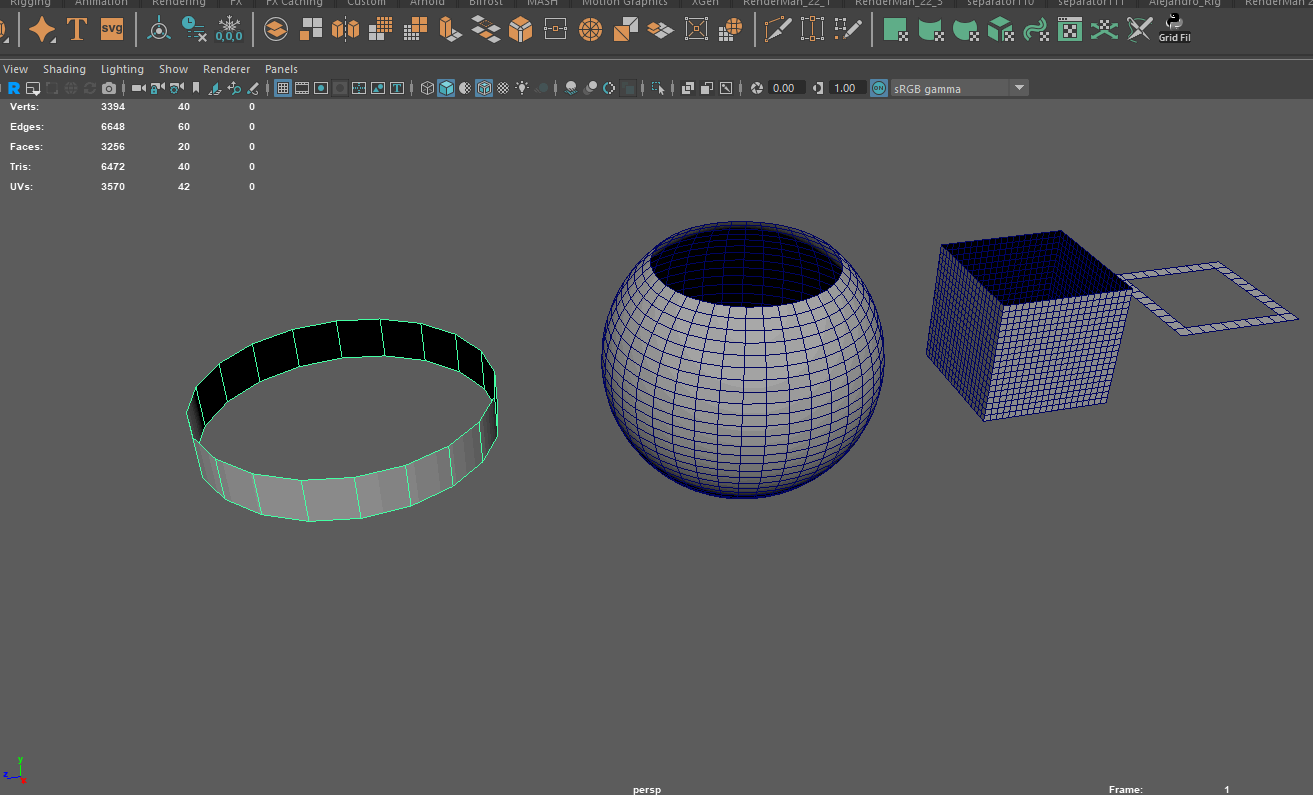 Rigging Animation Rendering FX FX Caching Custom Arnold Bifrost MASH Motion Graphics XGen RenderMan_22_1 RenderMan_22_3 separator110 separator111 Alejandro_Rig RenderMan
T svg 0,0,0 Grid Fil
View Shading Lighting Show Renderer Panels
R T 0.00 1.00 ON sRGB gamma
Verts: 3394 40 0
Edges: 6648 60 0
Faces: 3256 20 0
Tris: 6472 40 0
UVs: 3570 42 0
y
z
persp Frame: 1